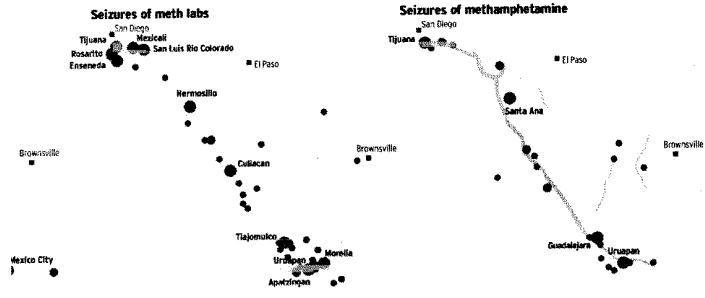 Seizures of meth labs
San Diego
Tijuana
Mexicali
San Luis Rio Colorado
Rosarito
Enseneda
El Paso
Hermosillo
Brownsville
Brownsville
Culiacan
Tlajomulco
Mexico City
Uruapan
Morelia
Apatzingan
Seizures of methamphetamine
San Diego
Tijuana
El Paso
Santa Ana
Brownsville
Guadalajara
Uruapan